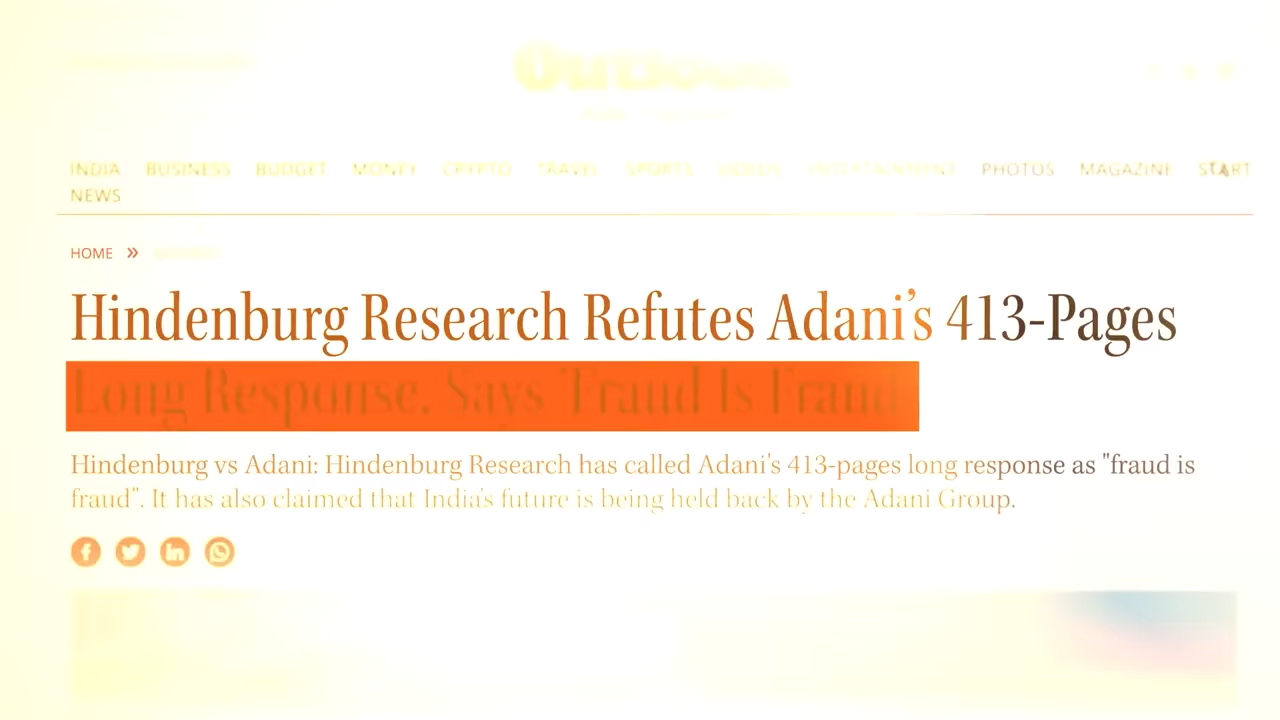 Outlook
INDIA BUSINESS BUDGET MONEY CRYPTO TRAVEL SPORTS VIDEOS ENTERTAINMENT PHOTOS MAGAZINE START
NEWS
HOME »
Hindenburg Research Refutes Adani's 413-Pages
Long Response, Says 'Fraud Is Fraud'
Hindenburg vs Adani: Hindenburg Research has called Adani's 413-pages long response as "fraud is
fraud". It has also claimed that India's future is being held back by the Adani Group.